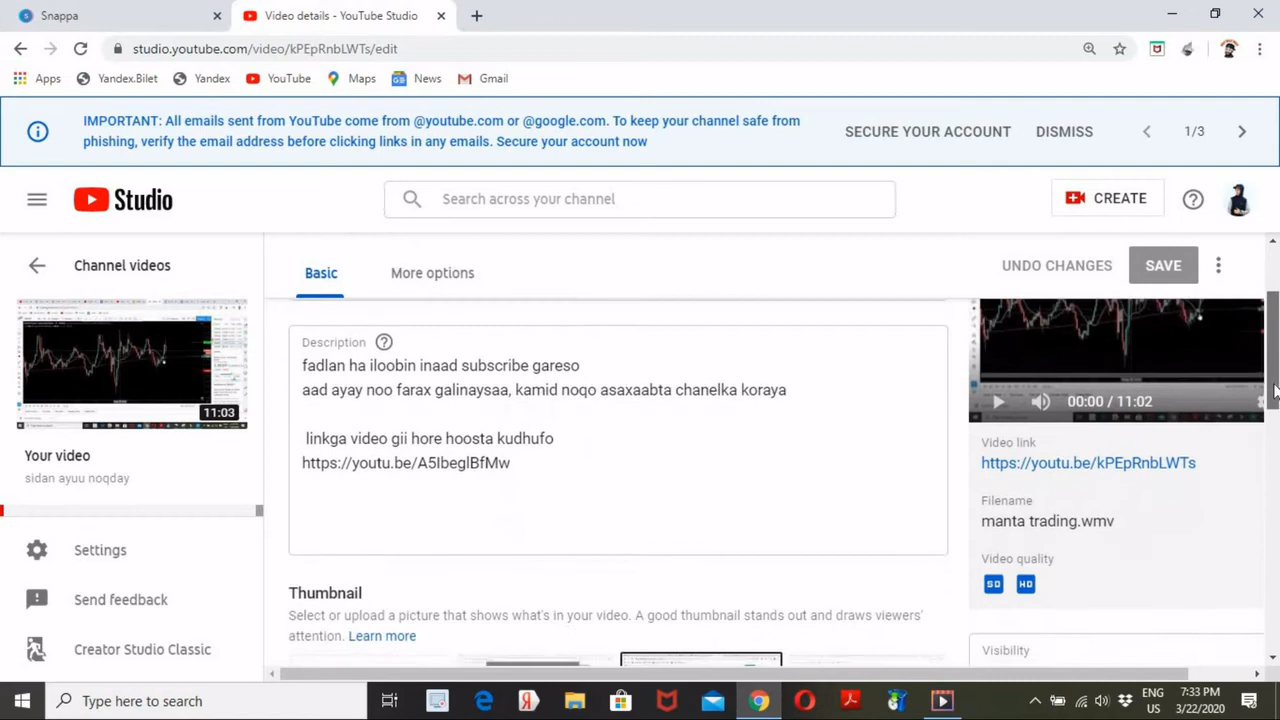 Snappa
Video details - YouTube Studio
studio.youtube.com/video/kPEpRnbLWTs/edit
Apps
Yandex.Bilet
Yandex
YouTube
Maps
News
Gmail
IMPORTANT: All emails sent from YouTube come from @youtube.com or @google.com. To keep your channel safe from
phishing, verify the email address before clicking links in any emails. Secure your account now
SECURE YOUR ACCOUNT
DISMISS
1/3
Studio
Search across your channel
CREATE
Channel videos
Basic
More options
UNDO CHANGES
SAVE
11:03
Your video
sidan ayuu noqday
Settings
Send feedback
Creator Studio Classic
Description
fadlan ha iloobin inaad subscribe gareso
aad ayay noo farax galinaysaa, kamid noqo asaxaabta chanelka koraya
linkga video gii hore hoosta kudhufo
https://youtu.be/A5IbeglBfMw
Thumbnail
Select or upload a picture that shows what's in your video. A good thumbnail stands out and draws viewers'
attention. Learn more
00:00 / 11:02
Video link
https://youtu.be/kPEpRnbLWTs
Filename
manta trading.wmv
Video quality
SD
HD
Visibility
Type here to search
ENG
US
7:33 PM
3/22/2020